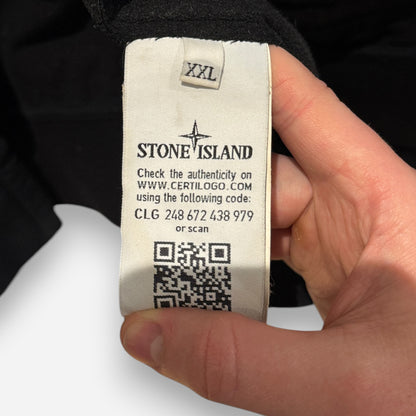 XXL
STONE ISLAND
Check the authenticity on
WWW.CERTILOGO.COM
using the following code:
CLG 248 672 438 979
or scan